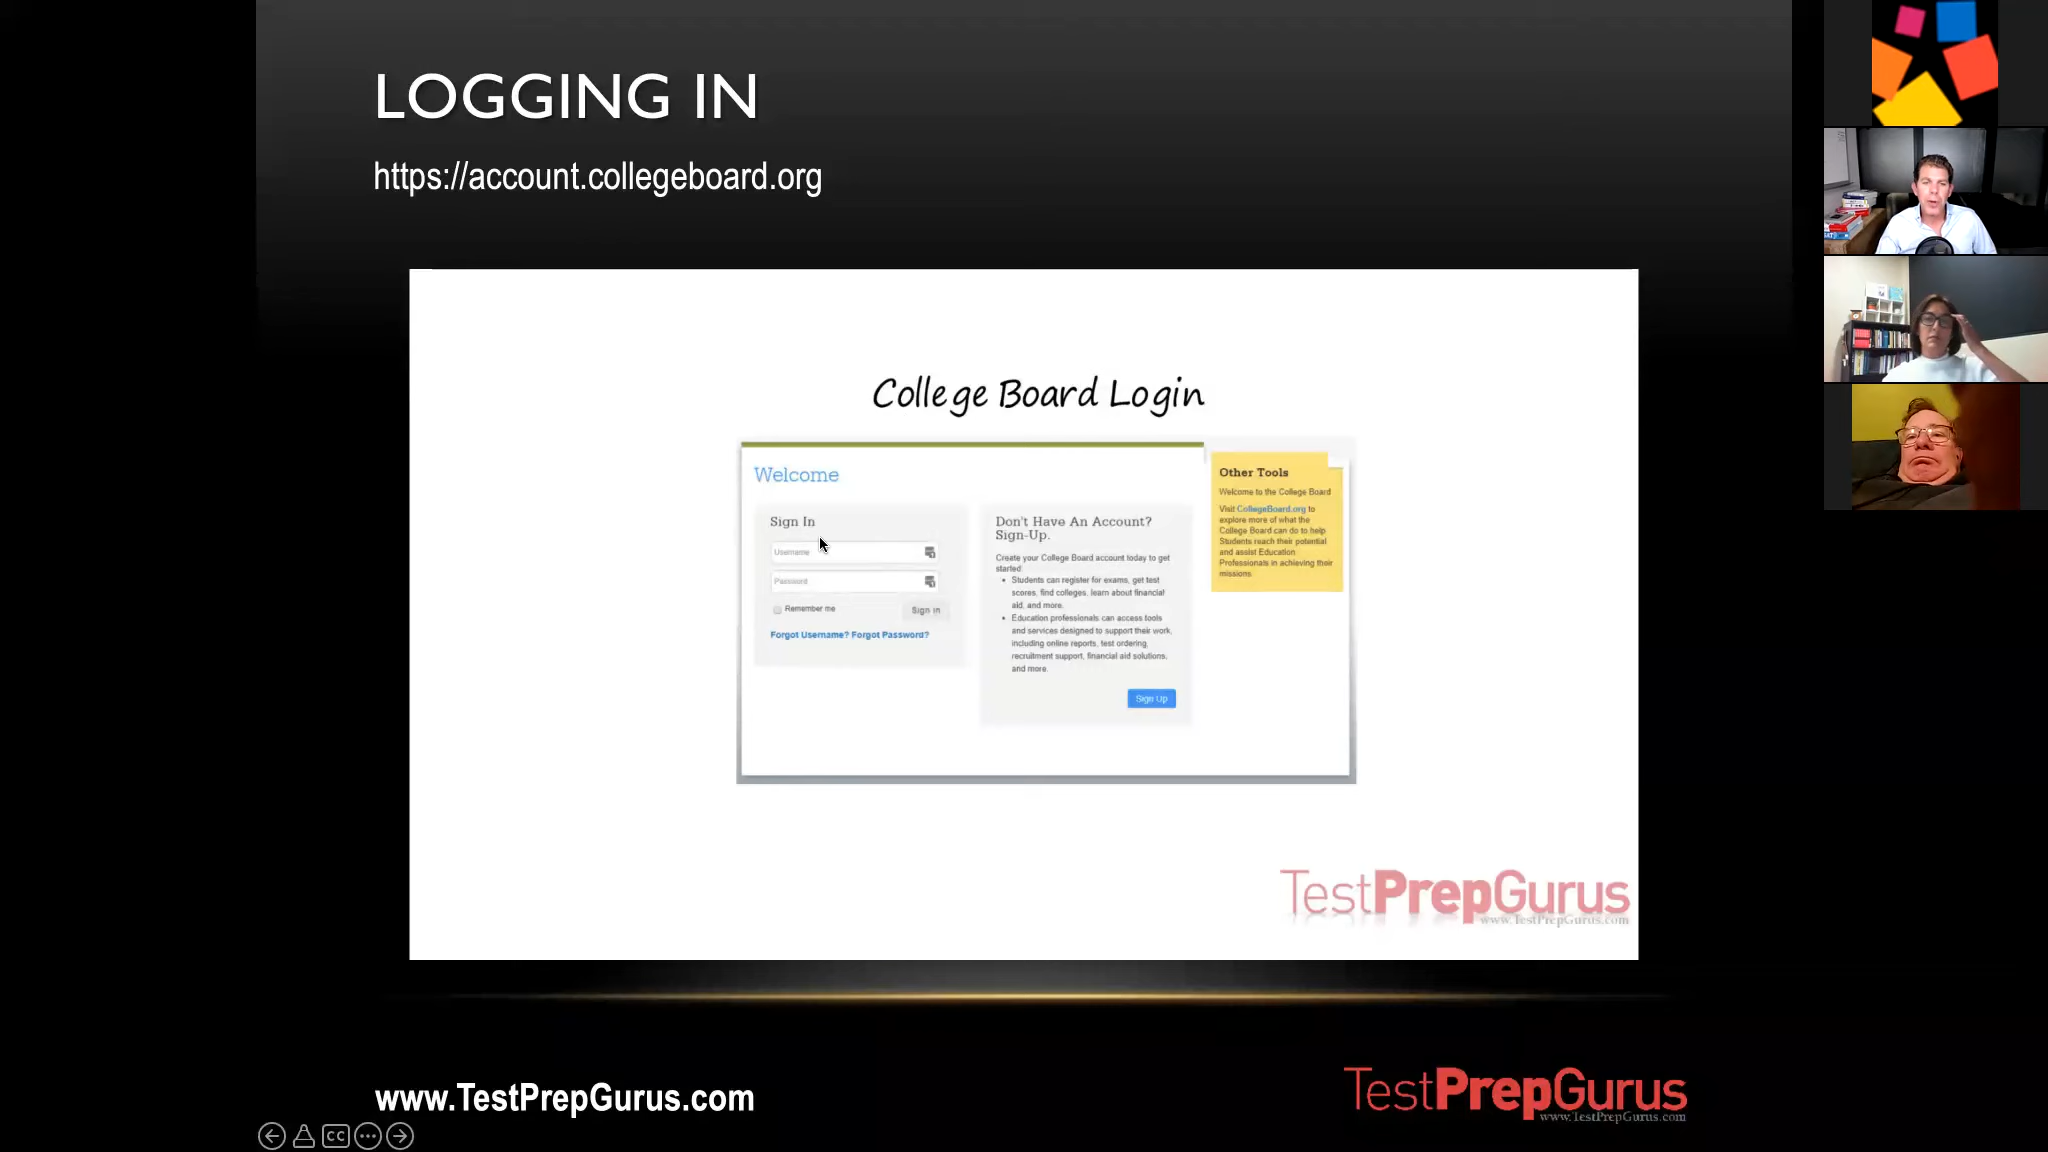 LOGGING IN
https://account.collegeboard.org
College Board Login
Welcome
Sign In
Username
Password
Remember me
Sign in
Forgot Username? Forgot Password?
Don't Have An Account?
Sign-Up.
Create your College Board account today to get
started:
• Students can register for exams, get test
scores, find colleges, learn about financial
aid, and more.
• Education professionals can access tools
and services designed to support their work,
including online reports, test ordering,
recruitment support, financial aid solutions,
and more.
Sign Up
Other Tools
Welcome to the College Board
Visit CollegeBoard.org to
explore more of what the
College Board can do to help
Students reach their potential
and assist Education
Professionals in achieving their
missions.
TestPrepGurus
www.TestPrepGurus.com
www.TestPrepGurus.com
TestPrepGurus
www.TestPrepGurus.com
CC